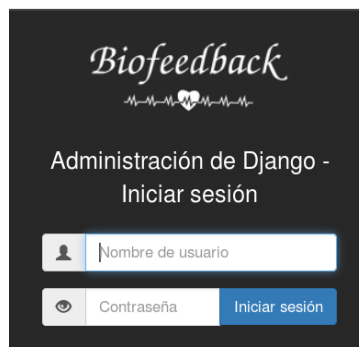 Biofeedback
Administración de Django -
Iniciar sesión
Nombre de usuario
Contraseña
Iniciar sesión